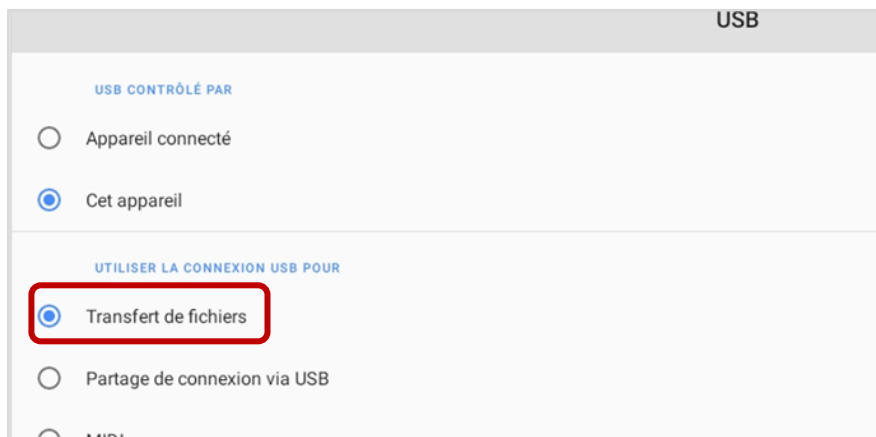 USB
USB CONTRÔLÉ PAR
Appareil connecté
Cet appareil
UTILISER LA CONNEXION USB POUR
Transfert de fichiers
Partage de connexion via USB